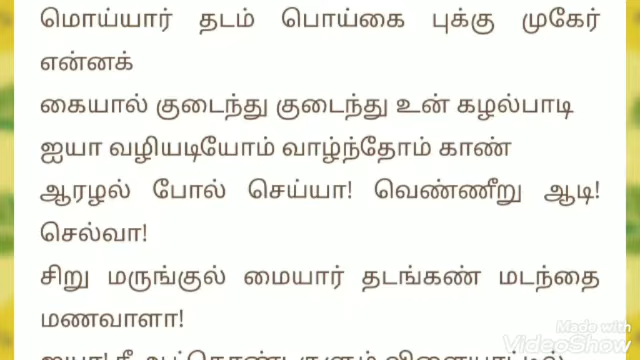 மொய்யார் தடம் பொய்கை புக்கு முகேர்
என்னக்
கையால் குடைந்து குடைந்து உன் கழல்பாடி
ஐயா வழியடியோம் வாழ்ந்தோம் காண்
ஆரழல் போல் செய்யா! வெண்ணீறு ஆடி!
செல்வா!
சிறு மருங்குல் மையார் தடங்கண் மடந்தை
மணவாளா!
Made with
VideoShow